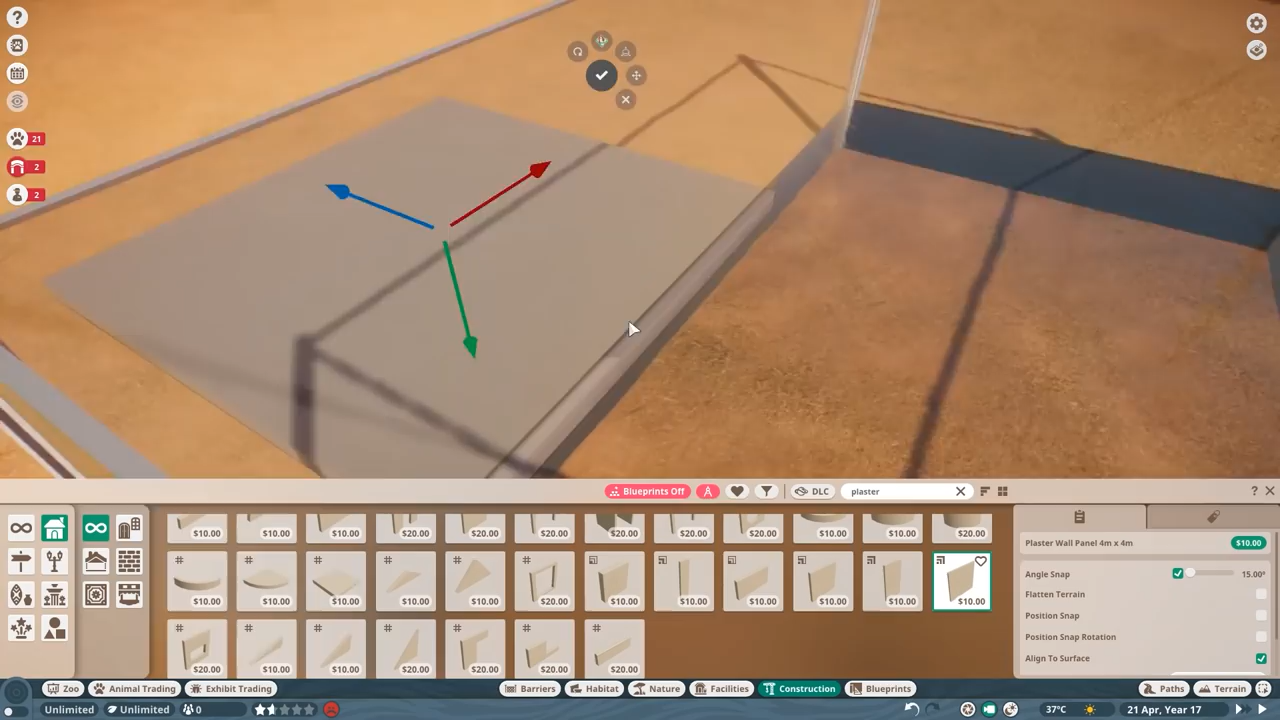 ?
21
2
2
Blueprints Off
DLC
plaster
?
$10.00
$10.00
$10.00
$20.00
$20.00
$20.00
$20.00
$20.00
$20.00
$20.00
$20.00
$20.00
$10.00
$10.00
$10.00
$20.00
$20.00
$20.00
$10.00
$10.00
$10.00
$10.00
$10.00
$10.00
$20.00
$10.00
$10.00
$20.00
$20.00
$20.00
$20.00
Plaster Wall Panel 4m x 4m
$10.00
Angle Snap
15.00°
Flatten Terrain
Position Snap
Position Snap Rotation
Align To Surface
Zoo
Animal Trading
Exhibit Trading
Barriers
Habitat
Nature
Facilities
Construction
Blueprints
Paths
Terrain
Unlimited
Unlimited
0
37°C
21 Apr, Year 17